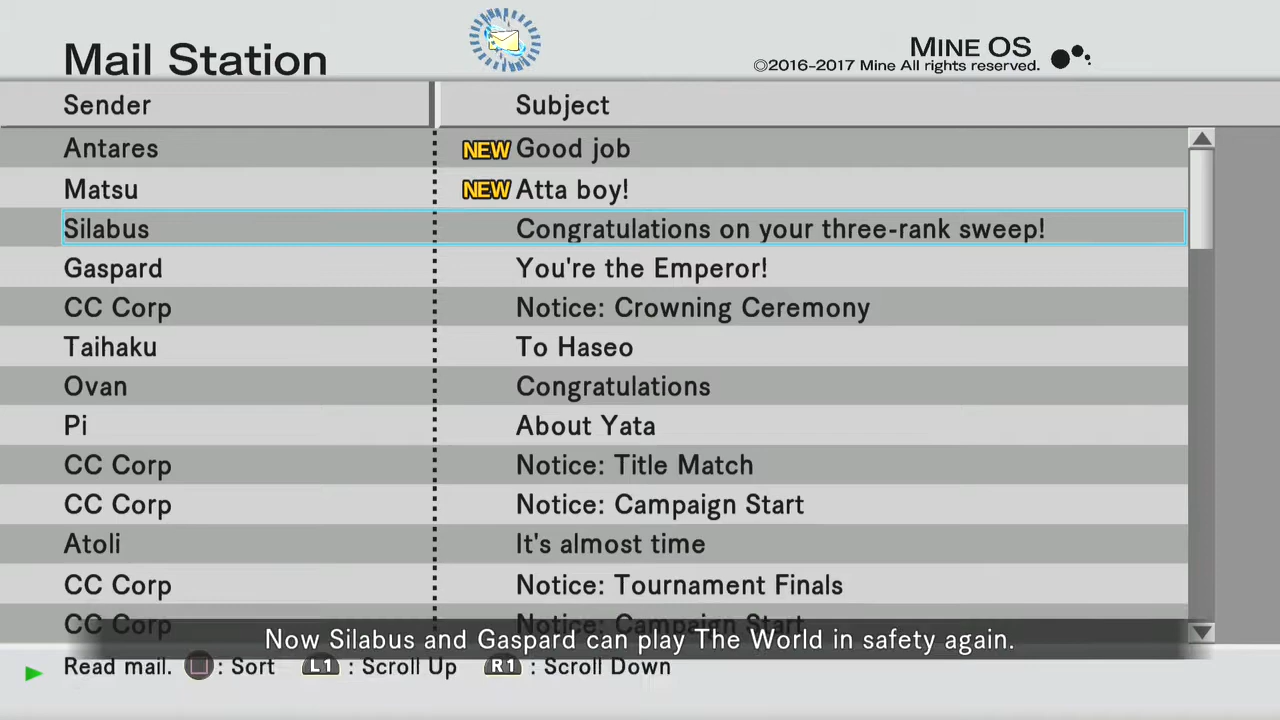 Mail Station
MINE OS
©2016-2017 Mine All rights reserved.
Sender Subject
Antares NEW Good job
Matsu NEW Atta boy!
Silabus Congratulations on your three-rank sweep!
Gaspard You're the Emperor!
CC Corp Notice: Crowning Ceremony
Taihaku To Haseo
Ovan Congratulations
Pi About Yata
CC Corp Notice: Title Match
CC Corp Notice: Campaign Start
Atoli It's almost time
CC Corp Notice: Tournament Finals
CC Corp Notice: Campaign Start
Now Silabus and Gaspard can play The World in safety again.
Read mail. : Sort L1 : Scroll Up R1 : Scroll Down